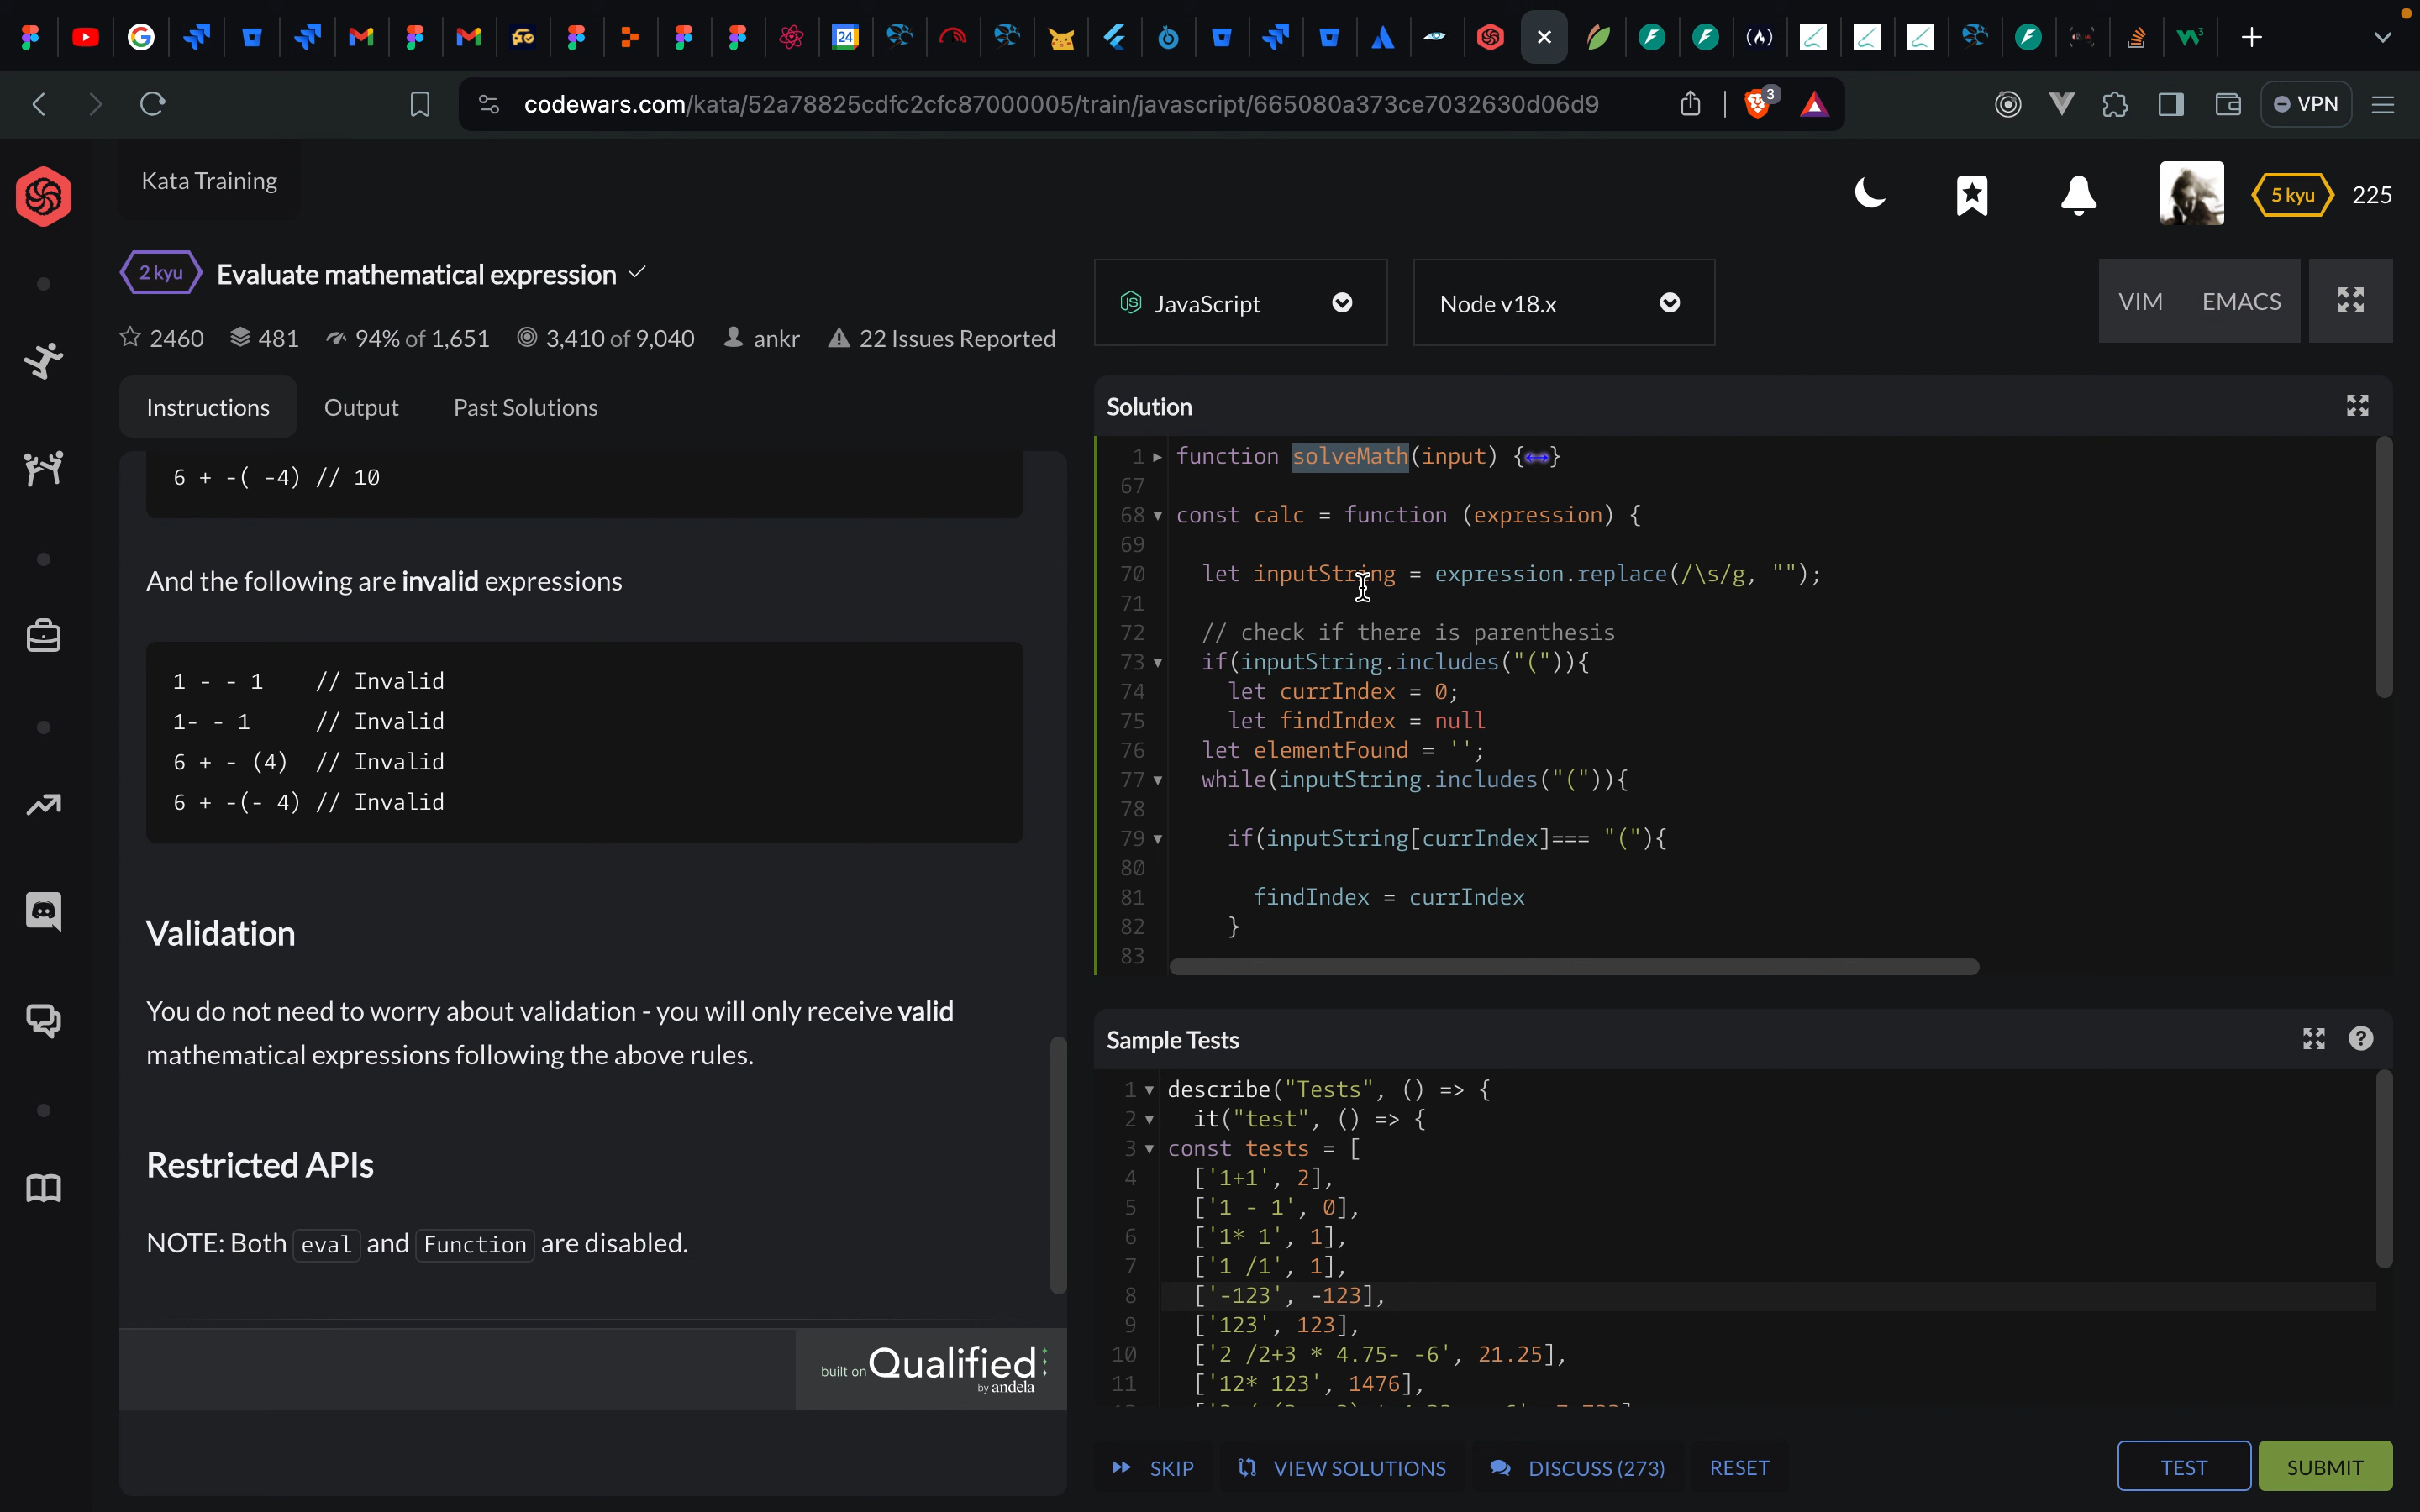 24
codewars.com/kata/52a78825cdfc2cfc87000005/train/javascript/665080a373ce7032630d06d9
3
VPN
Kata Training
5 kyu 225
2 kyu Evaluate mathematical expression
2460 481 94% of 1,651 3,410 of 9,040 ankr 22 Issues Reported
Instructions Output Past Solutions
6 + -( -4) // 10
And the following are invalid expressions
1 - - 1 // Invalid
1- - 1 // Invalid
6 + - (4) // Invalid
6 + -(- 4) // Invalid
Validation
You do not need to worry about validation - you will only receive valid
mathematical expressions following the above rules.
Restricted APIs
NOTE: Both eval and Function are disabled.
built on Qualified
by andela
JavaScript Node v18.x VIM EMACS
Solution
1 function solveMath(input) {↔}
67
68 const calc = function (expression) {
69
70 let inputString = expression.replace(/\s/g, "");
71
72 // check if there is parenthesis
73 if(inputString.includes("(")){
74 let currIndex = 0;
75 let findIndex = null
76 let elementFound = '';
77 while(inputString.includes("(")){
78
79 if(inputString[currIndex]=== "("){
80
81 findIndex = currIndex
82 }
83
Sample Tests
1 describe("Tests", () => {
2 it("test", () => {
3 const tests = [
4 ['1+1', 2],
5 ['1 - 1', 0],
6 ['1* 1', 1],
7 ['1 /1', 1],
8 ['-123', -123],
9 ['123', 123],
10 ['2 /2+3 * 4.75- -6', 21.25],
11 ['12* 123', 1476],
SKIP VIEW SOLUTIONS DISCUSS (273) RESET TEST SUBMIT